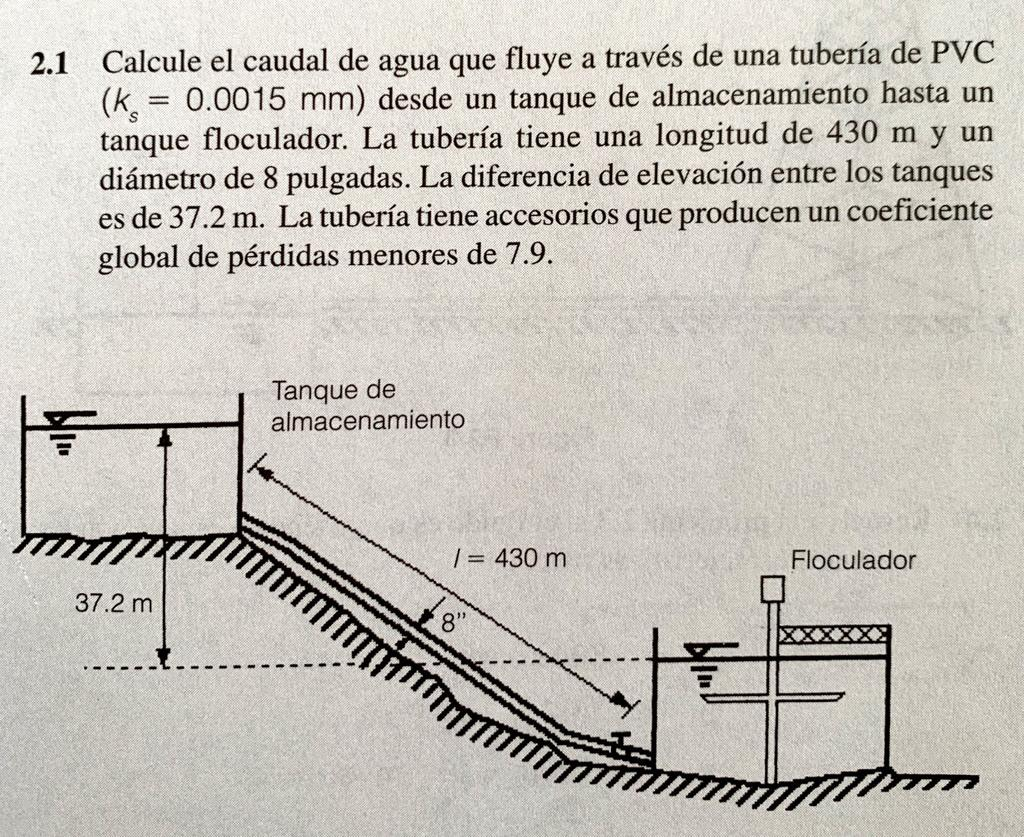 2.1 Calcule el caudal de agua que fluye a través de una tubería de PVC
(kₛ = 0.0015 mm) desde un tanque de almacenamiento hasta un
tanque floculador. La tubería tiene una longitud de 430 m y un
diámetro de 8 pulgadas. La diferencia de elevación entre los tanques
es de 37.2 m. La tubería tiene accesorios que producen un coeficiente
global de pérdidas menores de 7.9.
Tanque de
almacenamiento
l = 430 m
Floculador
37.2 m
8"